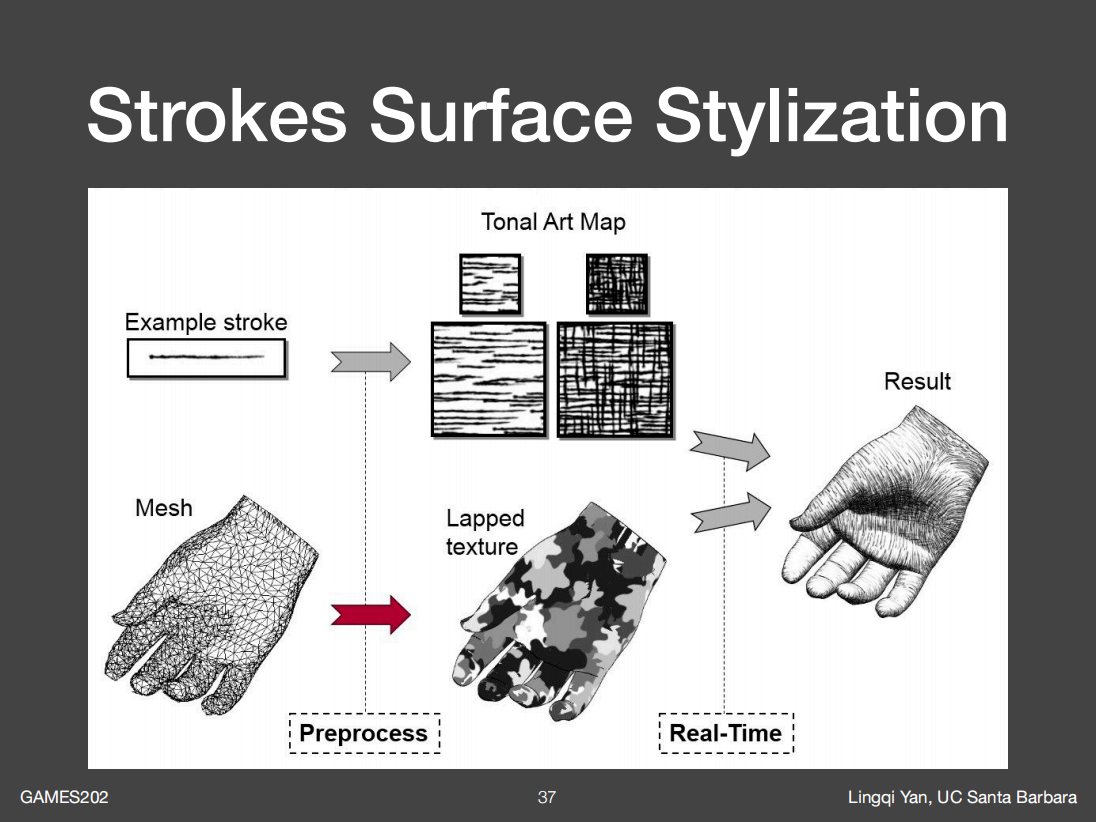 Strokes Surface Stylization
Tonal Art Map
Example stroke
Result
Mesh
Lapped
texture
Preprocess
Real-Time
GAMES202
37
Lingqi Yan, UC Santa Barbara